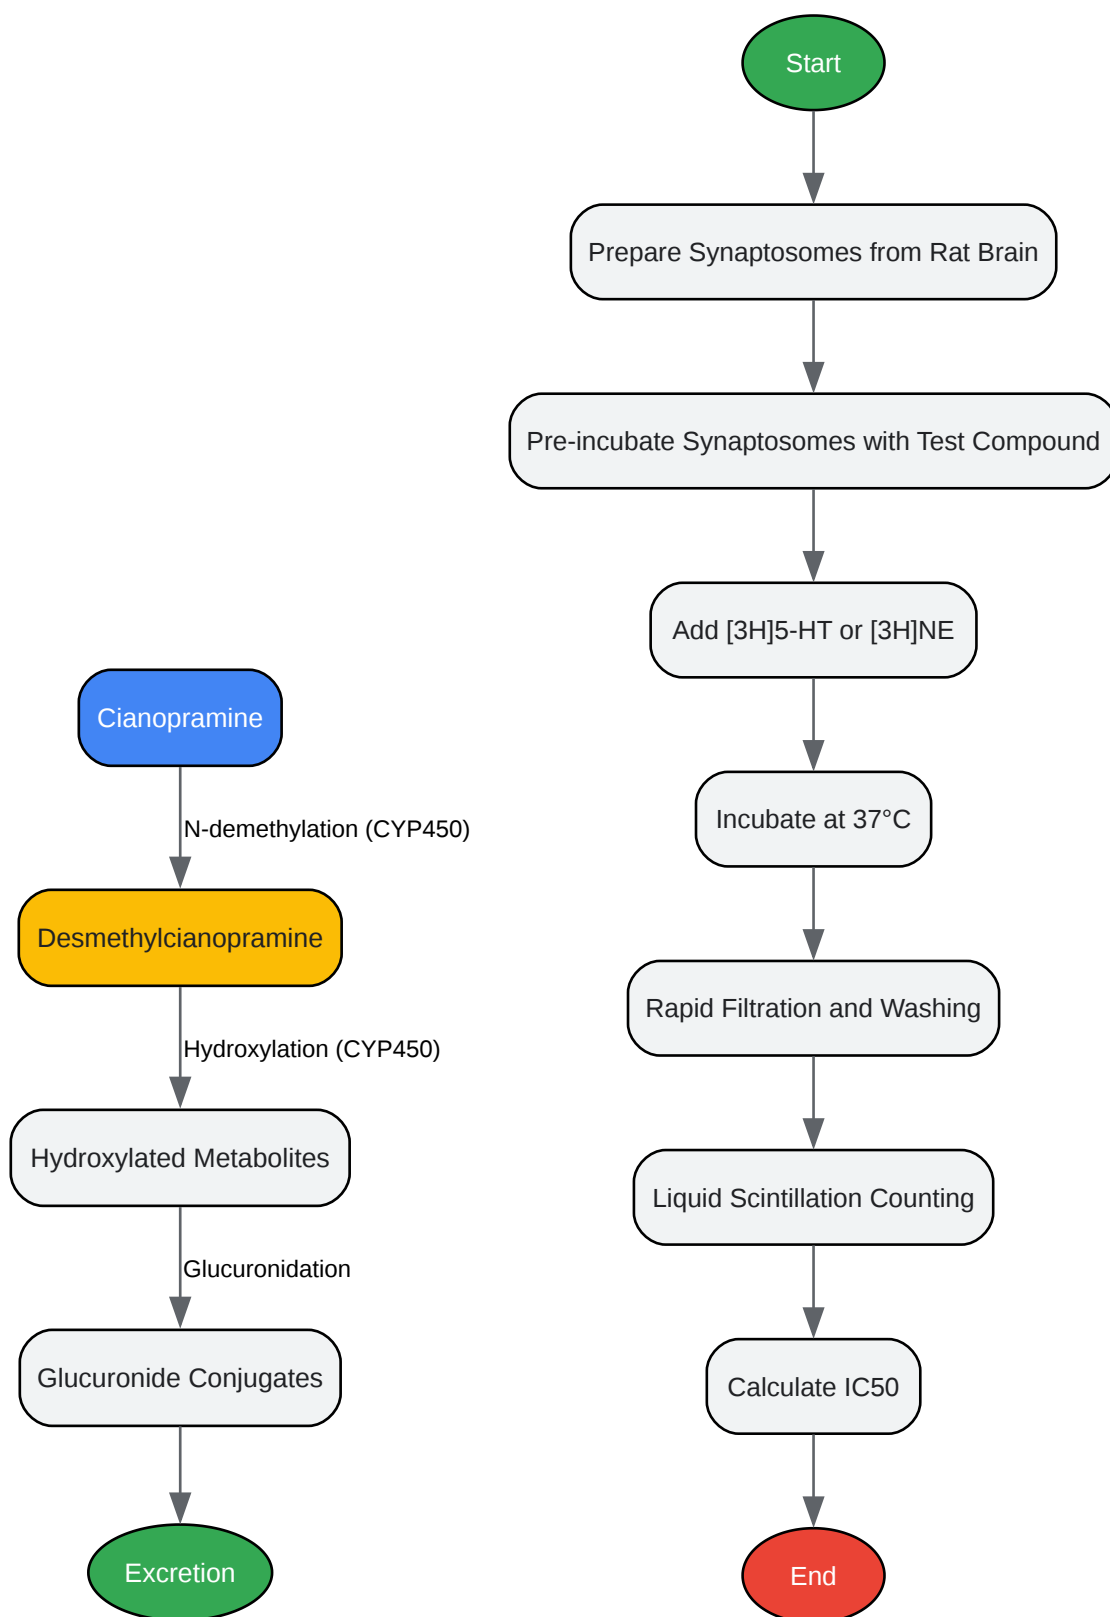 Cianopramine
N-demethylation (CYP450)
Desmethylcianopramine
Hydroxylation (CYP450)
Hydroxylated Metabolites
Glucuronidation
Glucuronide Conjugates
Excretion
Start
Prepare Synaptosomes from Rat Brain
Pre-incubate Synaptosomes with Test Compound
Add [3H]5-HT or [3H]NE
Incubate at 37°C
Rapid Filtration and Washing
Liquid Scintillation Counting
Calculate IC50
End